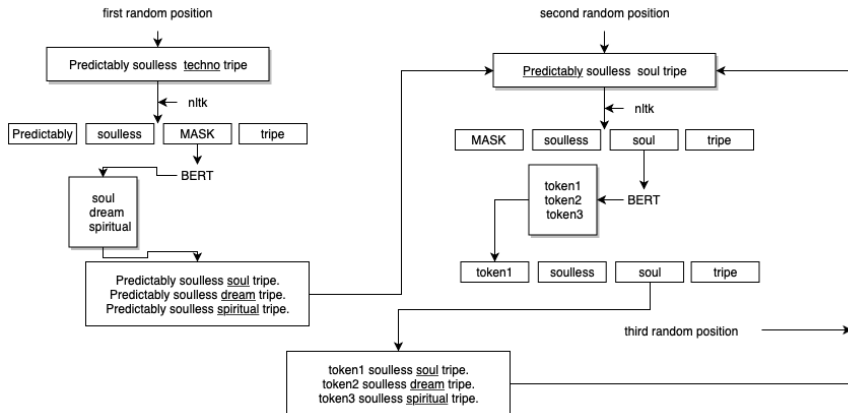 first random position
Predictably soulless techno tripe
nltk
Predictably soulless MASK tripe
BERT
soul
dream
spiritual
Predictably soulless soul tripe.
Predictably soulless dream tripe.
Predictably soulless spiritual tripe.
second random position
Predictably soulless soul tripe
nltk
MASK soulless soul tripe
BERT
token1
token2
token3
token1 soulless soul tripe
third random position
token1 soulless soul tripe.
token2 soulless dream tripe.
token3 soulless spiritual tripe.